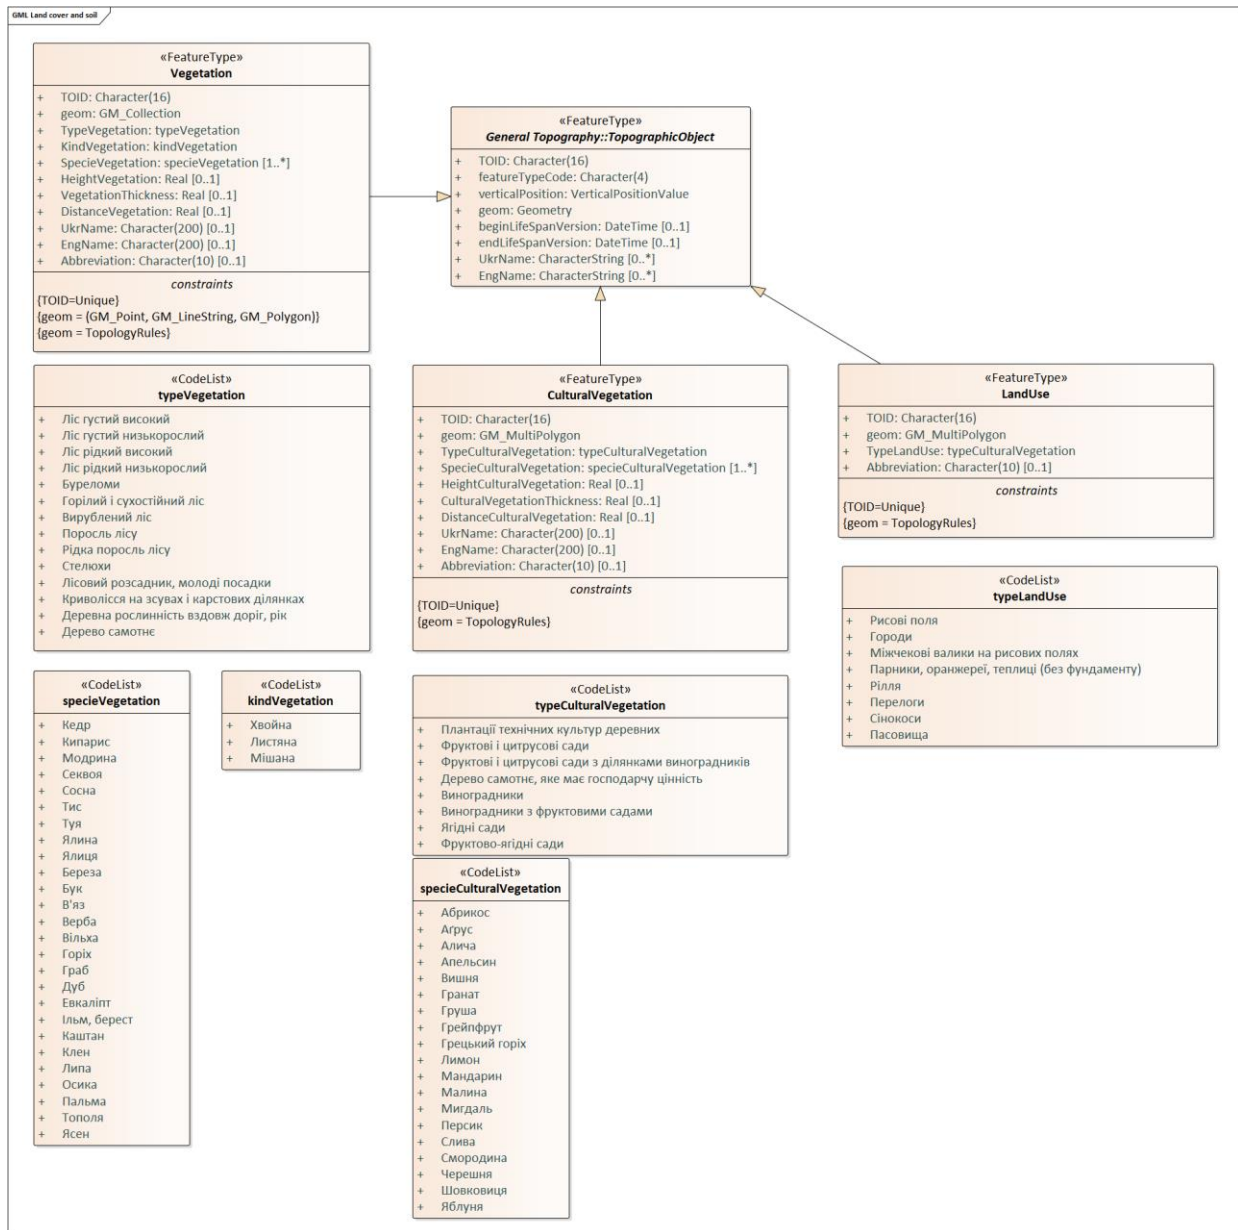 GML Land cover and soil
«FeatureType»
Vegetation
+ TOID: Character(16)
+ geom: GM_Collection
+ TypeVegetation: typeVegetation
+ KindVegetation: kindVegetation
+ SpecieVegetation: specieVegetation [1..*]
+ HeightVegetation: Real [0..1]
+ VegetationThickness: Real [0..1]
+ DistanceVegetation: Real [0..1]
+ UkrName: Character(200) [0..1]
+ EngName: Character(200) [0..1]
+ Abbreviation: Character(10) [0..1]
constraints
{TOID=Unique}
{geom = (GM_Point, GM_LineString, GM_Polygon)}
{geom = TopologyRules}
«FeatureType»
General Topography::TopographicObject
+ TOID: Character(16)
+ featureTypeCode: Character(4)
+ verticalPosition: VerticalPositionValue
+ geom: Geometry
+ beginLifeSpanVersion: DateTime [0..1]
+ endLifeSpanVersion: DateTime [0..1]
+ UkrName: CharacterString [0..*]
+ EngName: CharacterString [0..*]
«CodeList»
typeVegetation
+ Ліс густий високий
+ Ліс густий низькорослий
+ Ліс рідкий високий
+ Ліс рідкий низькорослий
+ Буреломи
+ Горілий і сухостійний ліс
+ Вирублений ліс
+ Поросль лісу
+ Рідка поросль лісу
+ Стелюхи
+ Лісовий розсадник, молоді посадки
+ Криволісся на зсувах і карстових ділянках
+ Деревна рослинність вздовж доріг, рік
+ Дерево самотнє
«FeatureType»
CulturalVegetation
+ TOID: Character(16)
+ geom: GM_MultiPolygon
+ TypeCulturalVegetation: typeCulturalVegetation
+ SpecieCulturalVegetation: specieCulturalVegetation [1..*]
+ HeightCulturalVegetation: Real [0..1]
+ CulturalVegetationThickness: Real [0..1]
+ DistanceCulturalVegetation: Real [0..1]
+ UkrName: Character(200) [0..1]
+ EngName: Character(200) [0..1]
+ Abbreviation: Character(10) [0..1]
constraints
{TOID=Unique}
{geom = TopologyRules}
«FeatureType»
LandUse
+ TOID: Character(16)
+ geom: GM_MultiPolygon
+ TypeLandUse: typeCulturalVegetation
+ Abbreviation: Character(10) [0..1]
constraints
{TOID=Unique}
{geom = TopologyRules}
«CodeList»
typeLandUse
+ Рисові поля
+ Городи
+ Міжчекові валики на рисових полях
+ Парники, оранжереї, теплиці (без фундаменту)
+ Рілля
+ Перелоги
+ Сінокоси
+ Пасовища
«CodeList»
specieVegetation
+ Кедр
+ Кипарис
+ Модрина
+ Секвоя
+ Сосна
+ Тис
+ Туя
+ Ялина
+ Ялиця
+ Береза
+ Бук
+ В'яз
+ Верба
+ Вільха
+ Горіх
+ Граб
+ Дуб
+ Евкаліпт
+ Ільм, берест
+ Каштан
+ Клен
+ Липа
+ Осика
+ Пальма
+ Тополя
+ Ясен
«CodeList»
kindVegetation
+ Хвойна
+ Листяна
+ Мішана
«CodeList»
typeCulturalVegetation
+ Плантації технічних культур деревних
+ Фруктові і цитрусові сади
+ Фруктові і цитрусові сади з ділянками виноградників
+ Дерево самотнє, яке має господарчу цінність
+ Виноградники
+ Виноградники з фруктовими садами
+ Ягідні сади
+ Фруктово-ягідні сади
«CodeList»
specieCulturalVegetation
+ Абрикос
+ Аґрус
+ Алича
+ Апельсин
+ Вишня
+ Гранат
+ Груша
+ Грейпфрут
+ Грецький горіх
+ Лимон
+ Мандарин
+ Малина
+ Мигдаль
+ Персик
+ Слива
+ Смородина
+ Черешня
+ Шовковиця
+ Яблуня